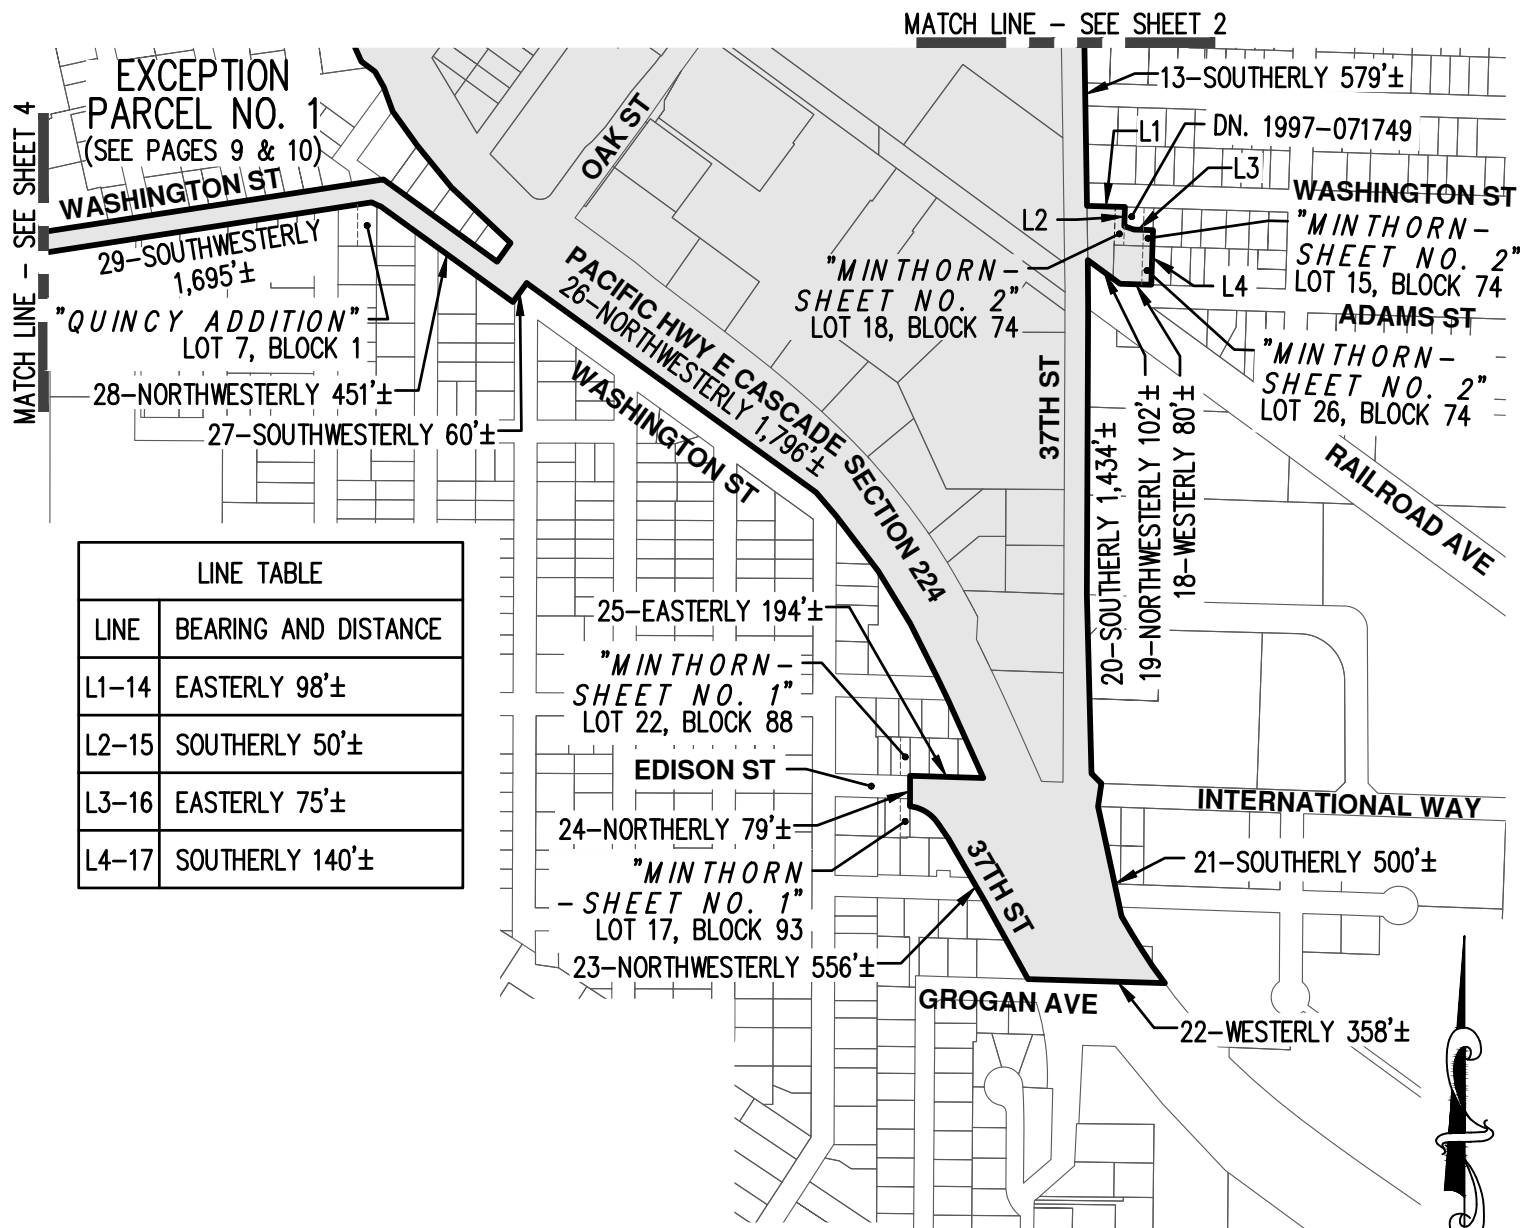 MATCH LINE - SEE SHEET 2
EXCEPTION
PARCEL NO. 1
(SEE PAGES 9 & 10)
MATCH LINE - SEE SHEET 4
WASHINGTON ST
29-SOUTHWESTERLY
1,695'±
"QUINCY ADDITION"
LOT 7, BLOCK 1
28-NORTHWESTERLY 451'±
27-SOUTHWESTERLY 60'±
OAK ST
PACIFIC HWY E CASCADE SECTION 224
26-NORTHWESTERLY 1,796'±
WASHINGTON ST
13-SOUTHERLY 579'±
L1
DN. 1997-071749
L3
L2
WASHINGTON ST
"MINTHORN-
SHEET NO. 2"
LOT 15, BLOCK 74
"MINTHORN-
SHEET NO. 2"
LOT 18, BLOCK 74
L4
ADAMS ST
"MINTHORN-
SHEET NO. 2"
LOT 26, BLOCK 74
37TH ST
20-SOUTHERLY 1,434'±
19-NORTHWESTERLY 102'±
18-WESTERLY 80'±
RAILROAD AVE
LINE TABLE
LINE BEARING AND DISTANCE
L1-14 EASTERLY 98'±
L2-15 SOUTHERLY 50'±
L3-16 EASTERLY 75'±
L4-17 SOUTHERLY 140'±
25-EASTERLY 194'±
"MINTHORN-
SHEET NO. 1"
LOT 22, BLOCK 88
EDISON ST
24-NORTHERLY 79'±
"MINTHORN
-SHEET NO. 1"
LOT 17, BLOCK 93
23-NORTHWESTERLY 556'±
37TH ST
INTERNATIONAL WAY
21-SOUTHERLY 500'±
GROGAN AVE
22-WESTERLY 358'±